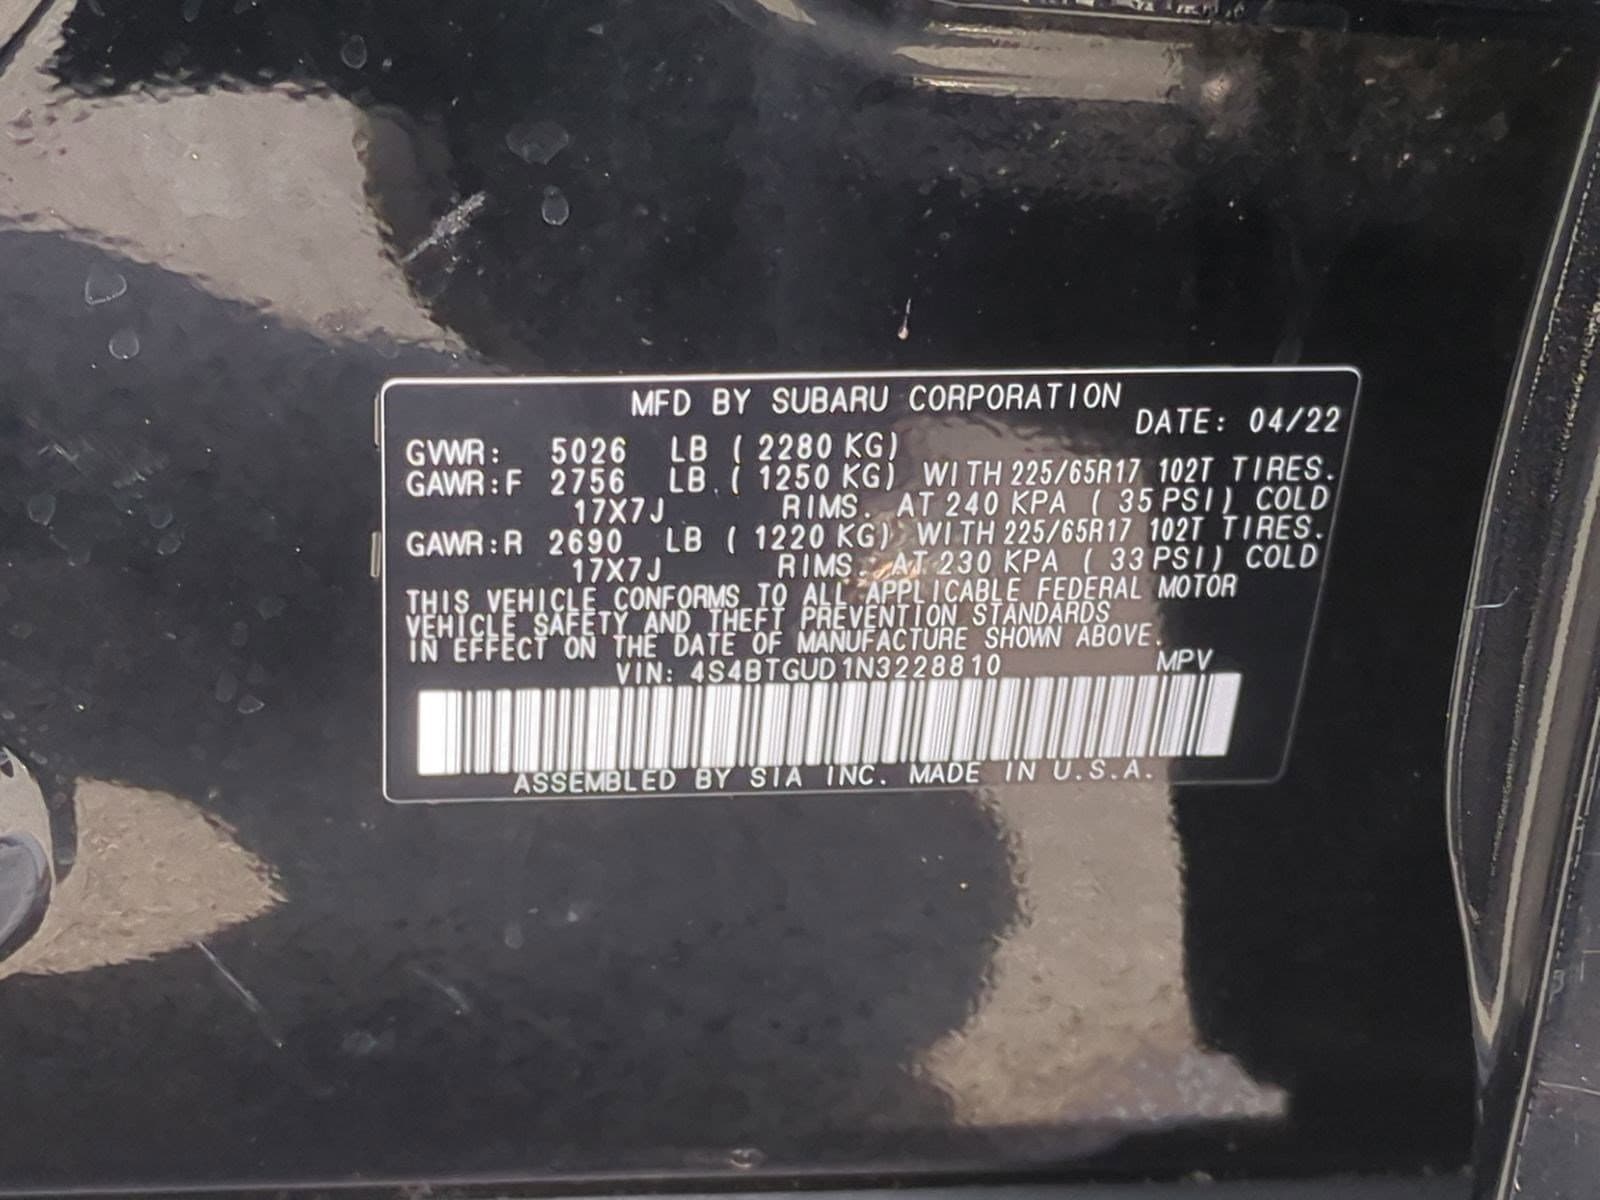 MFD BY SUBARU CORPORATION
DATE: 04/22
GVWR: 5026 LB ( 2280 KG)
GAWR:F 2756 LB ( 1250 KG) WITH 225/65R17 102T TIRES.
17X7J RIMS. AT 240 KPA ( 35 PSI) COLD
GAWR:R 2690 LB ( 1220 KG) WITH 225/65R17 102T TIRES.
17X7J RIMS. AT 230 KPA ( 33 PSI) COLD
THIS VEHICLE CONFORMS TO ALL APPLICABLE FEDERAL MOTOR
VEHICLE SAFETY AND THEFT PREVENTION STANDARDS
IN EFFECT ON THE DATE OF MANUFACTURE SHOWN ABOVE.
VIN: 4S4BTGUD1N3228810 MPV
ASSEMBLED BY SIA INC. MADE IN U.S.A.